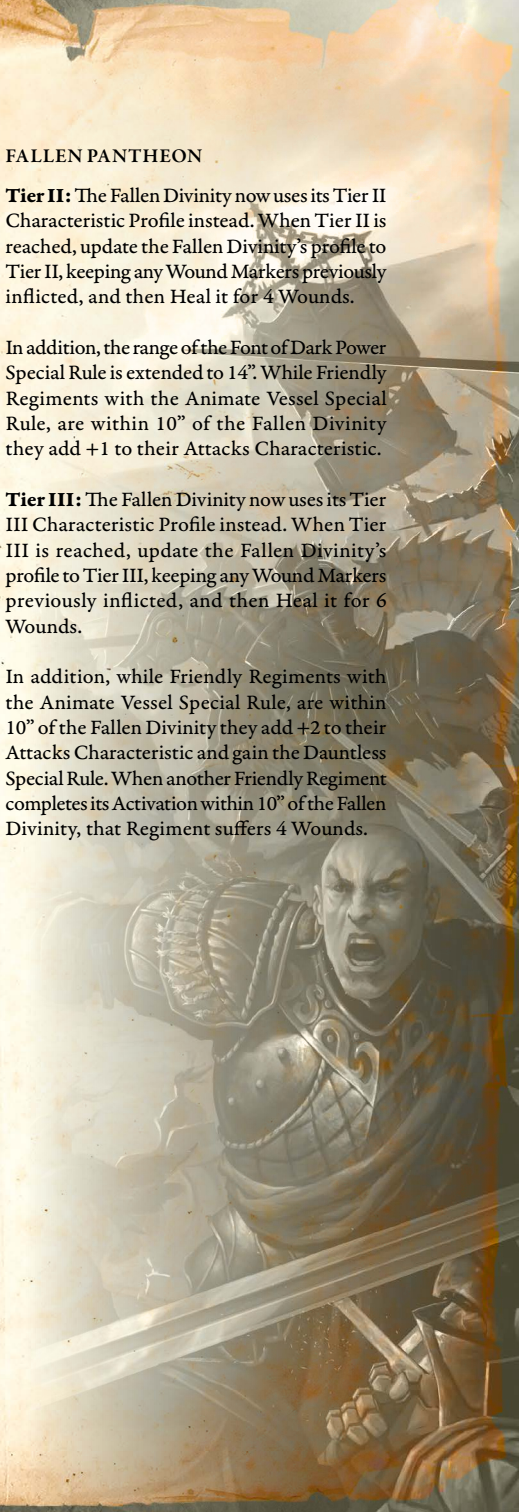 FALLEN PANTHEON
Tier II: The Fallen Divinity now uses its Tier II
Characteristic Profile instead. When Tier II is
reached, update the Fallen Divinity's profile to
Tier II, keeping any Wound Markers previously
inflicted, and then Heal it for 4 Wounds.
In addition, the range of the Font of Dark Power
Special Rule is extended to 14”. While Friendly
Regiments with the Animate Vessel Special
Rule, are within 10” of the Fallen Divinity
they add +1 to their Attacks Characteristic.
Tier III: The Fallen Divinity now uses its Tier
III Characteristic Profile instead. When Tier
III is reached, update the Fallen Divinity's
profile to Tier III, keeping any Wound Markers
previously inflicted, and then Heal it for 6
Wounds.
In addition, while Friendly Regiments with
the Animate Vessel Special Rule, are within
10” of the Fallen Divinity they add +2 to their
Attacks Characteristic and gain the Dauntless
Special Rule. When another Friendly Regiment
completes its Activation within 10” of the Fallen
Divinity, that Regiment suffers 4 Wounds.